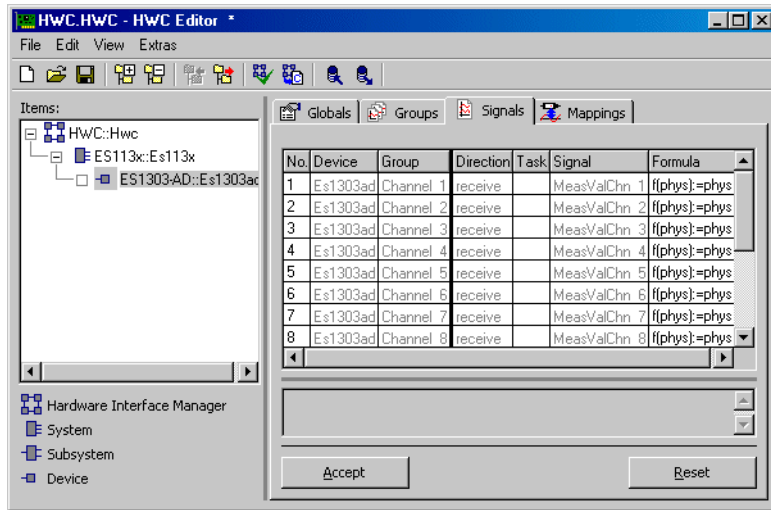 HWC.HWC - HWC Editor *
File Edit View Extras
Items:
HWC::Hwc
ES113x::Es113x
ES1303-AD::Es1303ad
Hardware Interface Manager
System
Subsystem
Device
Globals Groups Signals Mappings
No. Device Group Direction Task Signal Formula
1 Es1303ad Channel 1 receive MeasValChn 1 f(phys):=phys
2 Es1303ad Channel 2 receive MeasValChn 2 f(phys):=phys
3 Es1303ad Channel 3 receive MeasValChn 3 f(phys):=phys
4 Es1303ad Channel 4 receive MeasValChn 4 f(phys):=phys
5 Es1303ad Channel 5 receive MeasValChn 5 f(phys):=phys
6 Es1303ad Channel 6 receive MeasValChn 6 f(phys):=phys
7 Es1303ad Channel 7 receive MeasValChn 7 f(phys):=phys
8 Es1303ad Channel 8 receive MeasValChn 8 f(phys):=phys
Accept Reset